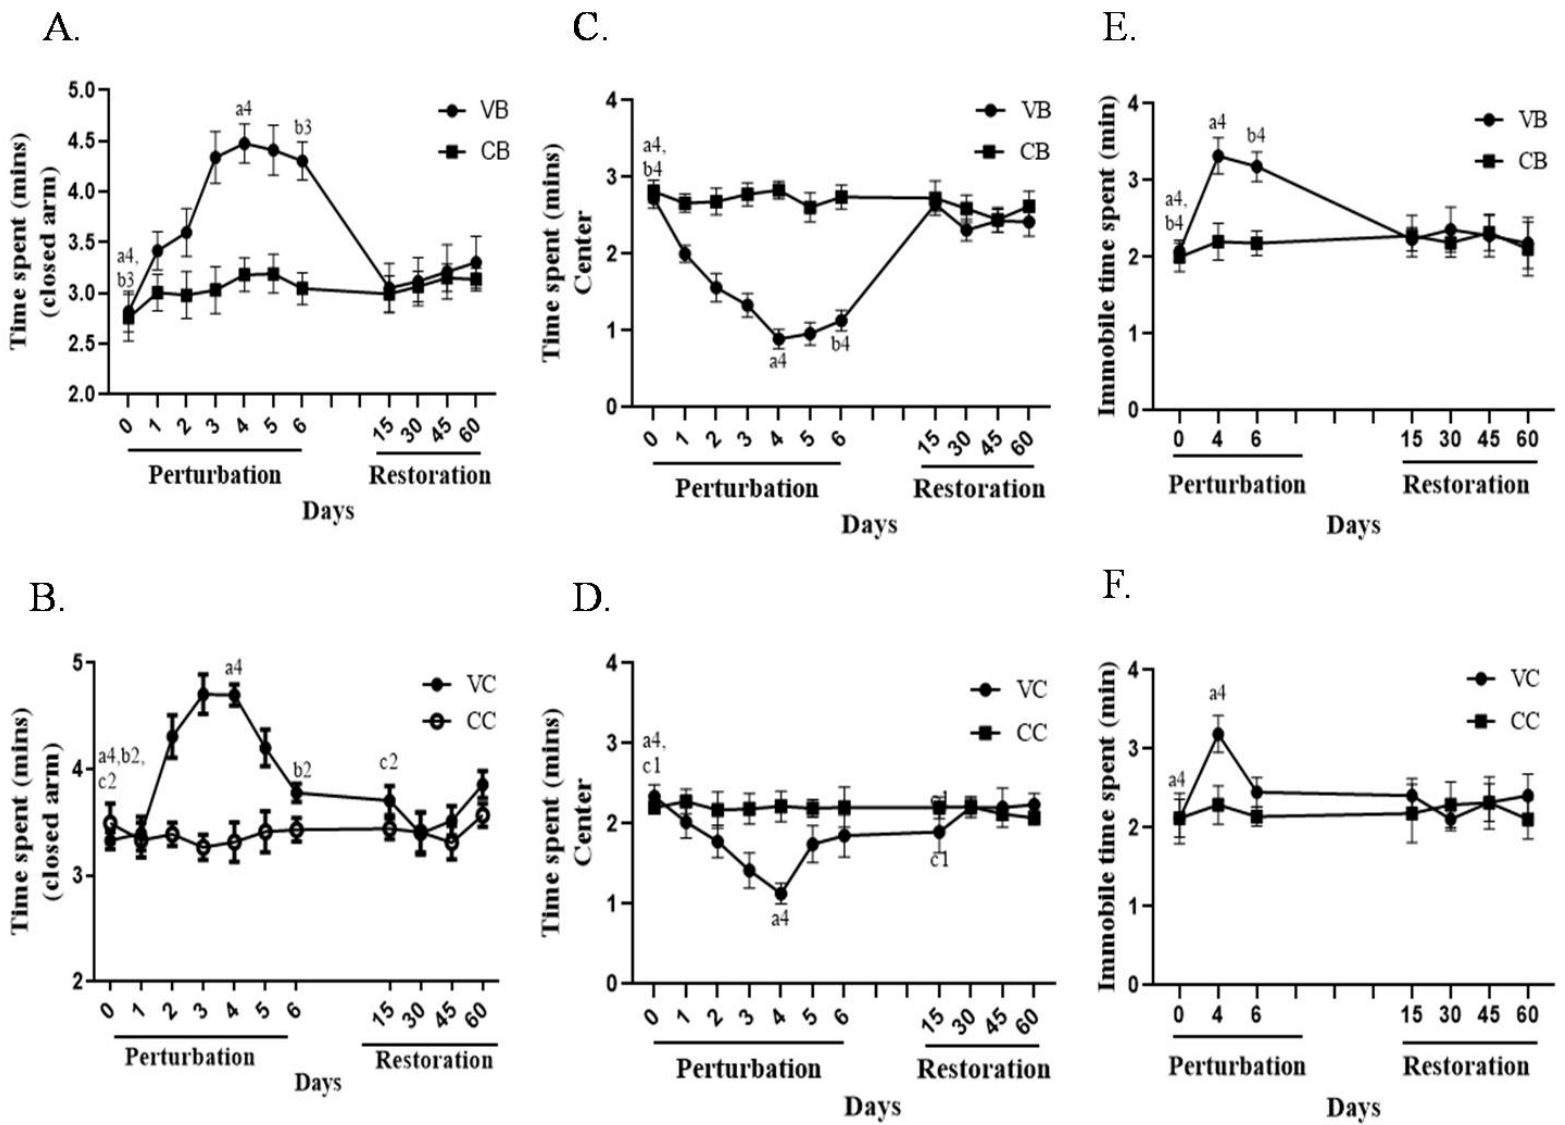 A.
Time spent (mins)
(closed arm)
5.0
4.5
4.0
3.5
3.0
2.5
2.0
a4,
b3
a4
b3
VB
CB
0 1 2 3 4 5 6 15 30 45 60
Perturbation Restoration
Days
C.
Time spent (mins)
Center
4
3
2
1
0
a4,
b4
a4
b4
VB
CB
0 1 2 3 4 5 6 15 30 45 60
Perturbation Restoration
Days
E.
Immobile time spent (min)
4
3
2
1
0
a4,
b4
a4
b4
VB
CB
0 4 6 15 30 45 60
Perturbation Restoration
Days
B.
Time spent (mins)
(closed arm)
5
4
3
2
a4,b2,
c2
a4
b2
c2
VC
CC
0 1 2 3 4 5 6 15 30 45 60
Perturbation Restoration
Days
D.
Time spent (mins)
Center
4
3
2
1
0
a4,
c1
a4
c1
c1
VC
CC
0 1 2 3 4 5 6 15 30 45 60
Perturbation Restoration
Days
F.
Immobile time spent (min)
4
3
2
1
0
a4
a4
VC
CC
0 4 6 15 30 45 60
Perturbation Restoration
Days